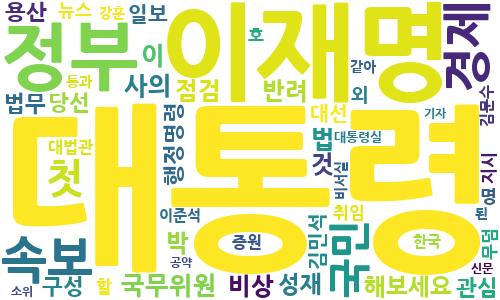 용산 뉴스 강훈 일보
정부
이
이재명
호
경제
통과
사의
점검
반려
같아
외
김문수
법무
당선
행정명령
대선
대법관
첫
대통령
법
대통령실
기자
것
비서실
지시
명
이준석
취임
된
속보
박
증원
김민석
국민
한국
무덤
공약
신문
소위
구성
할
국무위원
비상
성재
해보세요
관심